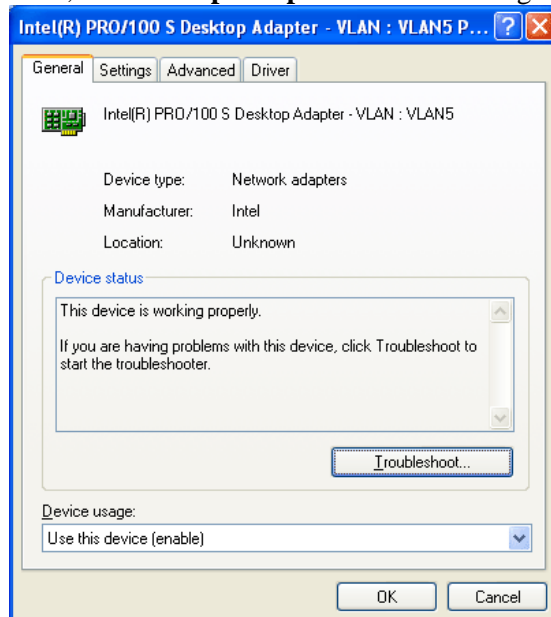 Intel(R) PRO/100 S Desktop Adapter - VLAN : VLAN5 P...
General Settings Advanced Driver
Intel(R) PRO/100 S Desktop Adapter - VLAN : VLAN5
Device type: Network adapters
Manufacturer: Intel
Location: Unknown
Device status
This device is working properly.
If you are having problems with this device, click Troubleshoot to
start the troubleshooter.
Troubleshoot...
Device usage:
Use this device (enable)
OK Cancel